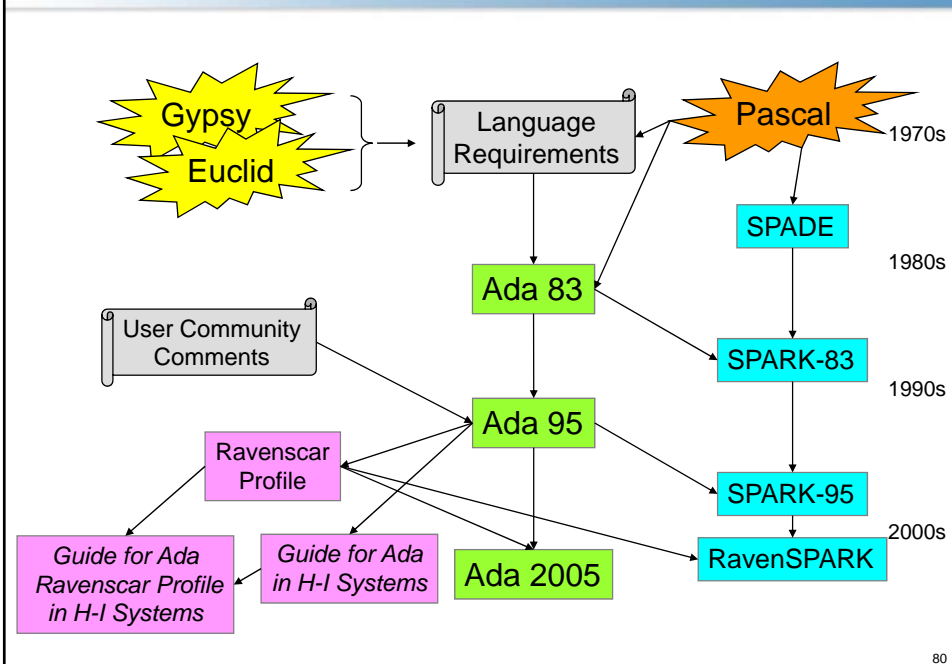 Gypsy
Euclid
Language
Requirements
Pascal
1970s
SPADE
1980s
Ada 83
User Community
Comments
SPARK-83
1990s
Ada 95
Ravenscar
Profile
SPARK-95
2000s
Guide for Ada
Ravenscar Profile
in H-I Systems
Guide for Ada
in H-I Systems
Ada 2005
RavenSPARK
80